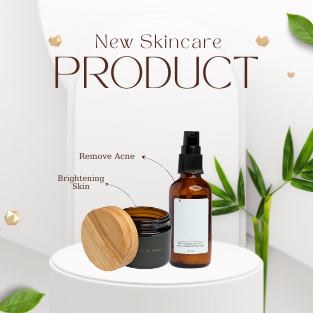 New Skincare
PRODUCT
Remove Acne
Brightening
Skin